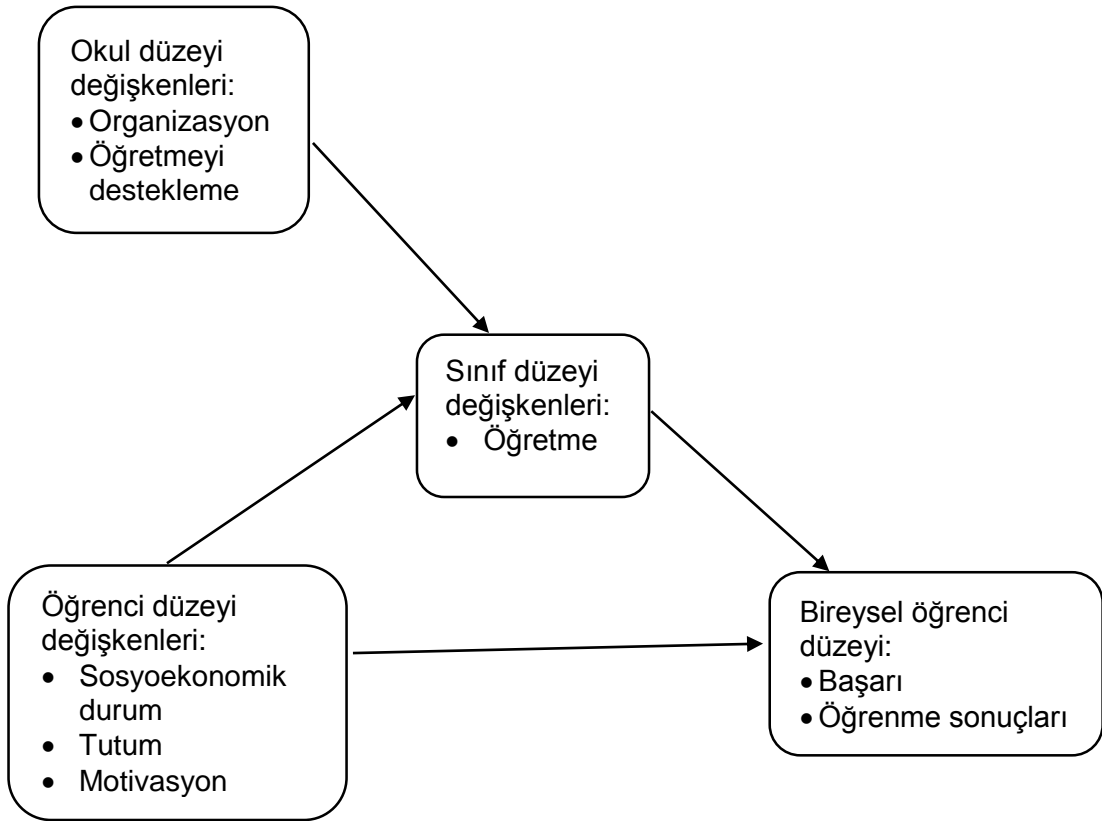 Okul düzeyi
değişkenleri:
• Organizasyon
• Öğretmeyi
destekleme
Sınıf düzeyi
değişkenleri:
• Öğretme
Öğrenci düzeyi
değişkenleri:
• Sosyoekonomik
durum
• Tutum
• Motivasyon
Bireysel öğrenci
düzeyi:
• Başarı
• Öğrenme sonuçları